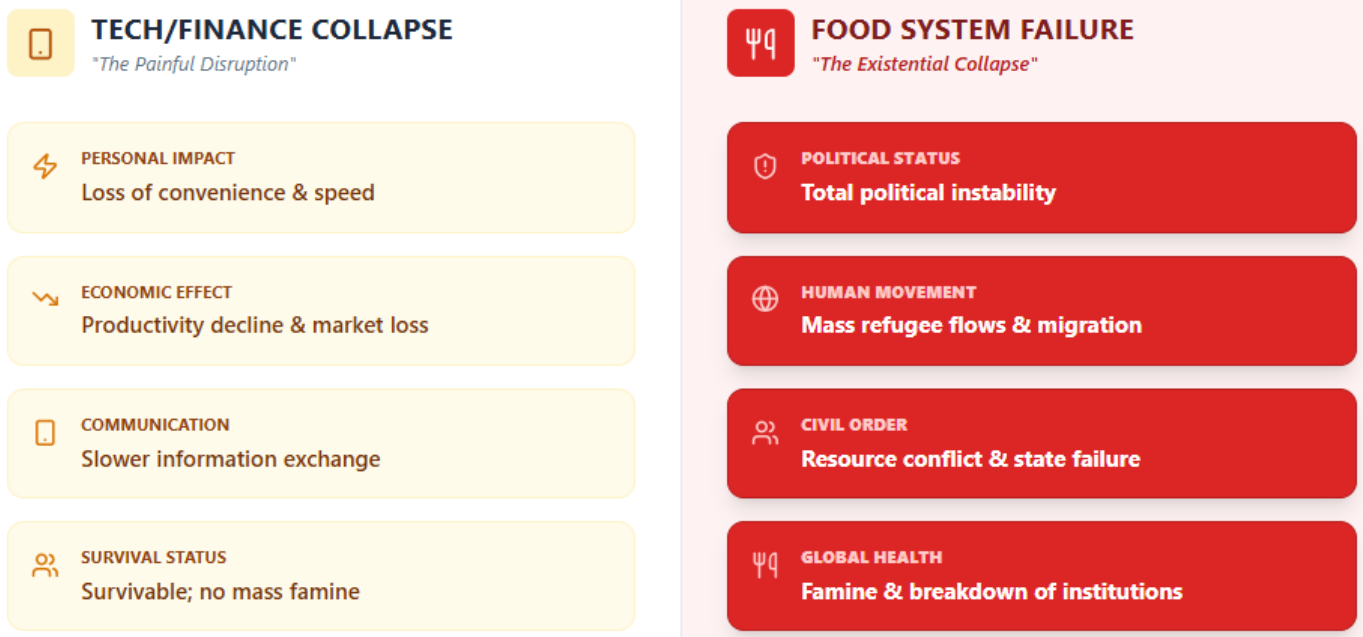 TECH/FINANCE COLLAPSE
"The Painful Disruption"
PERSONAL IMPACT
Loss of convenience & speed
ECONOMIC EFFECT
Productivity decline & market loss
COMMUNICATION
Slower information exchange
SURVIVAL STATUS
Survivable; no mass famine
FOOD SYSTEM FAILURE
"The Existential Collapse"
POLITICAL STATUS
Total political instability
HUMAN MOVEMENT
Mass refugee flows & migration
CIVIL ORDER
Resource conflict & state failure
GLOBAL HEALTH
Famine & breakdown of institutions